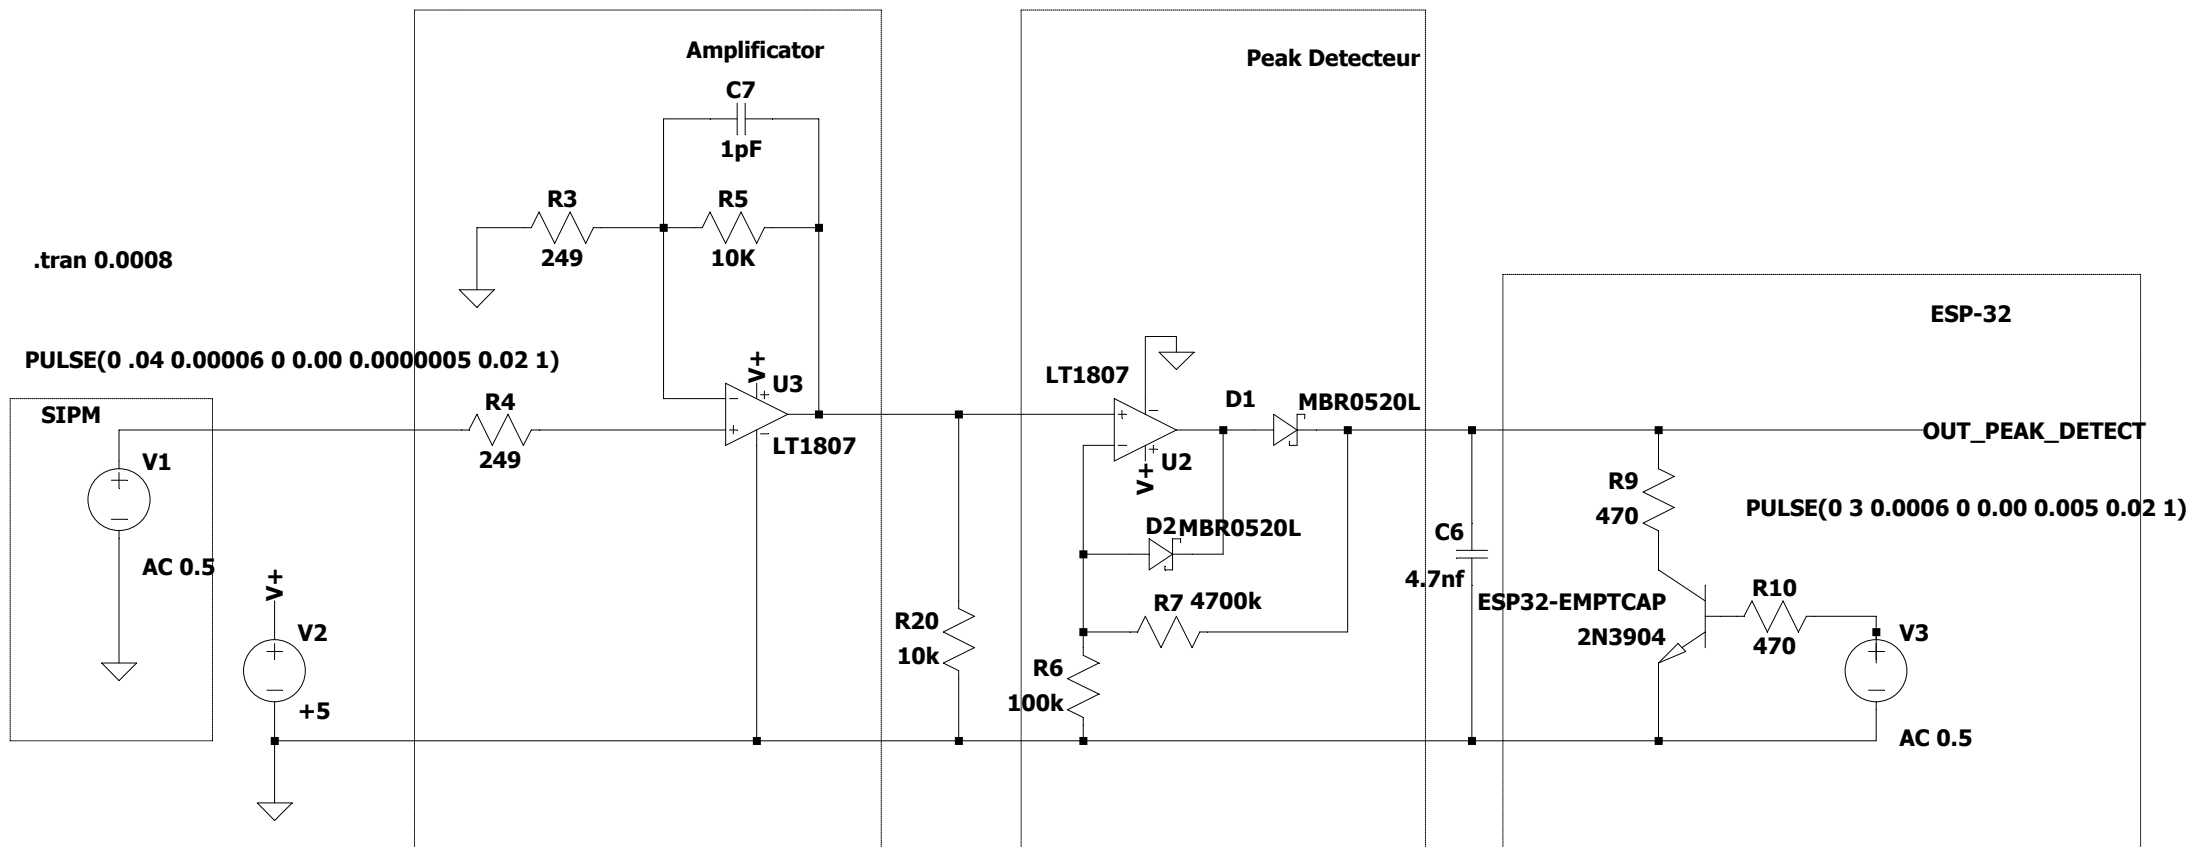 Amplificator
Peak Detecteur
C7
1pF
R3
249
R5
10K
.tran 0.0008
ESP-32
PULSE(0 .04 0.00006 0 0.00 0.0000005 0.02 1)
V+
U3
LT1807
LT1807
D1
MBR0520L
SIPM
R4
249
V1
AC 0.5
OUT_PEAK_DETECT
V+
U2
R9
470
PULSE(0 3 0.0006 0 0.00 0.005 0.02 1)
D2
MBR0520L
C6
4.7nf
V+
V2
+5
R20
10k
R7
4700k
R6
100k
ESP32-EMPTCAP
2N3904
R10
470
V3
AC 0.5